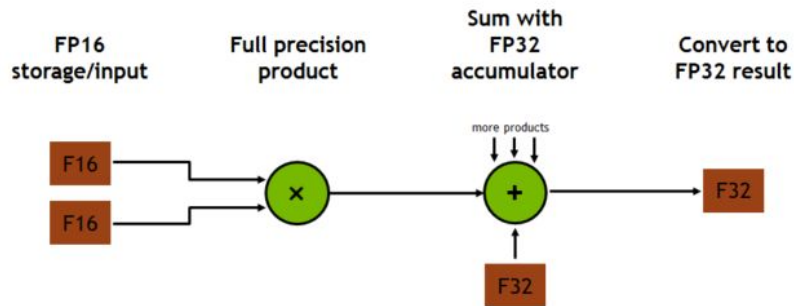 FP16
storage/input
Full precision
product
Sum with
FP32
accumulator
Convert to
FP32 result
more products
F16
F16
×
+
F32
F32